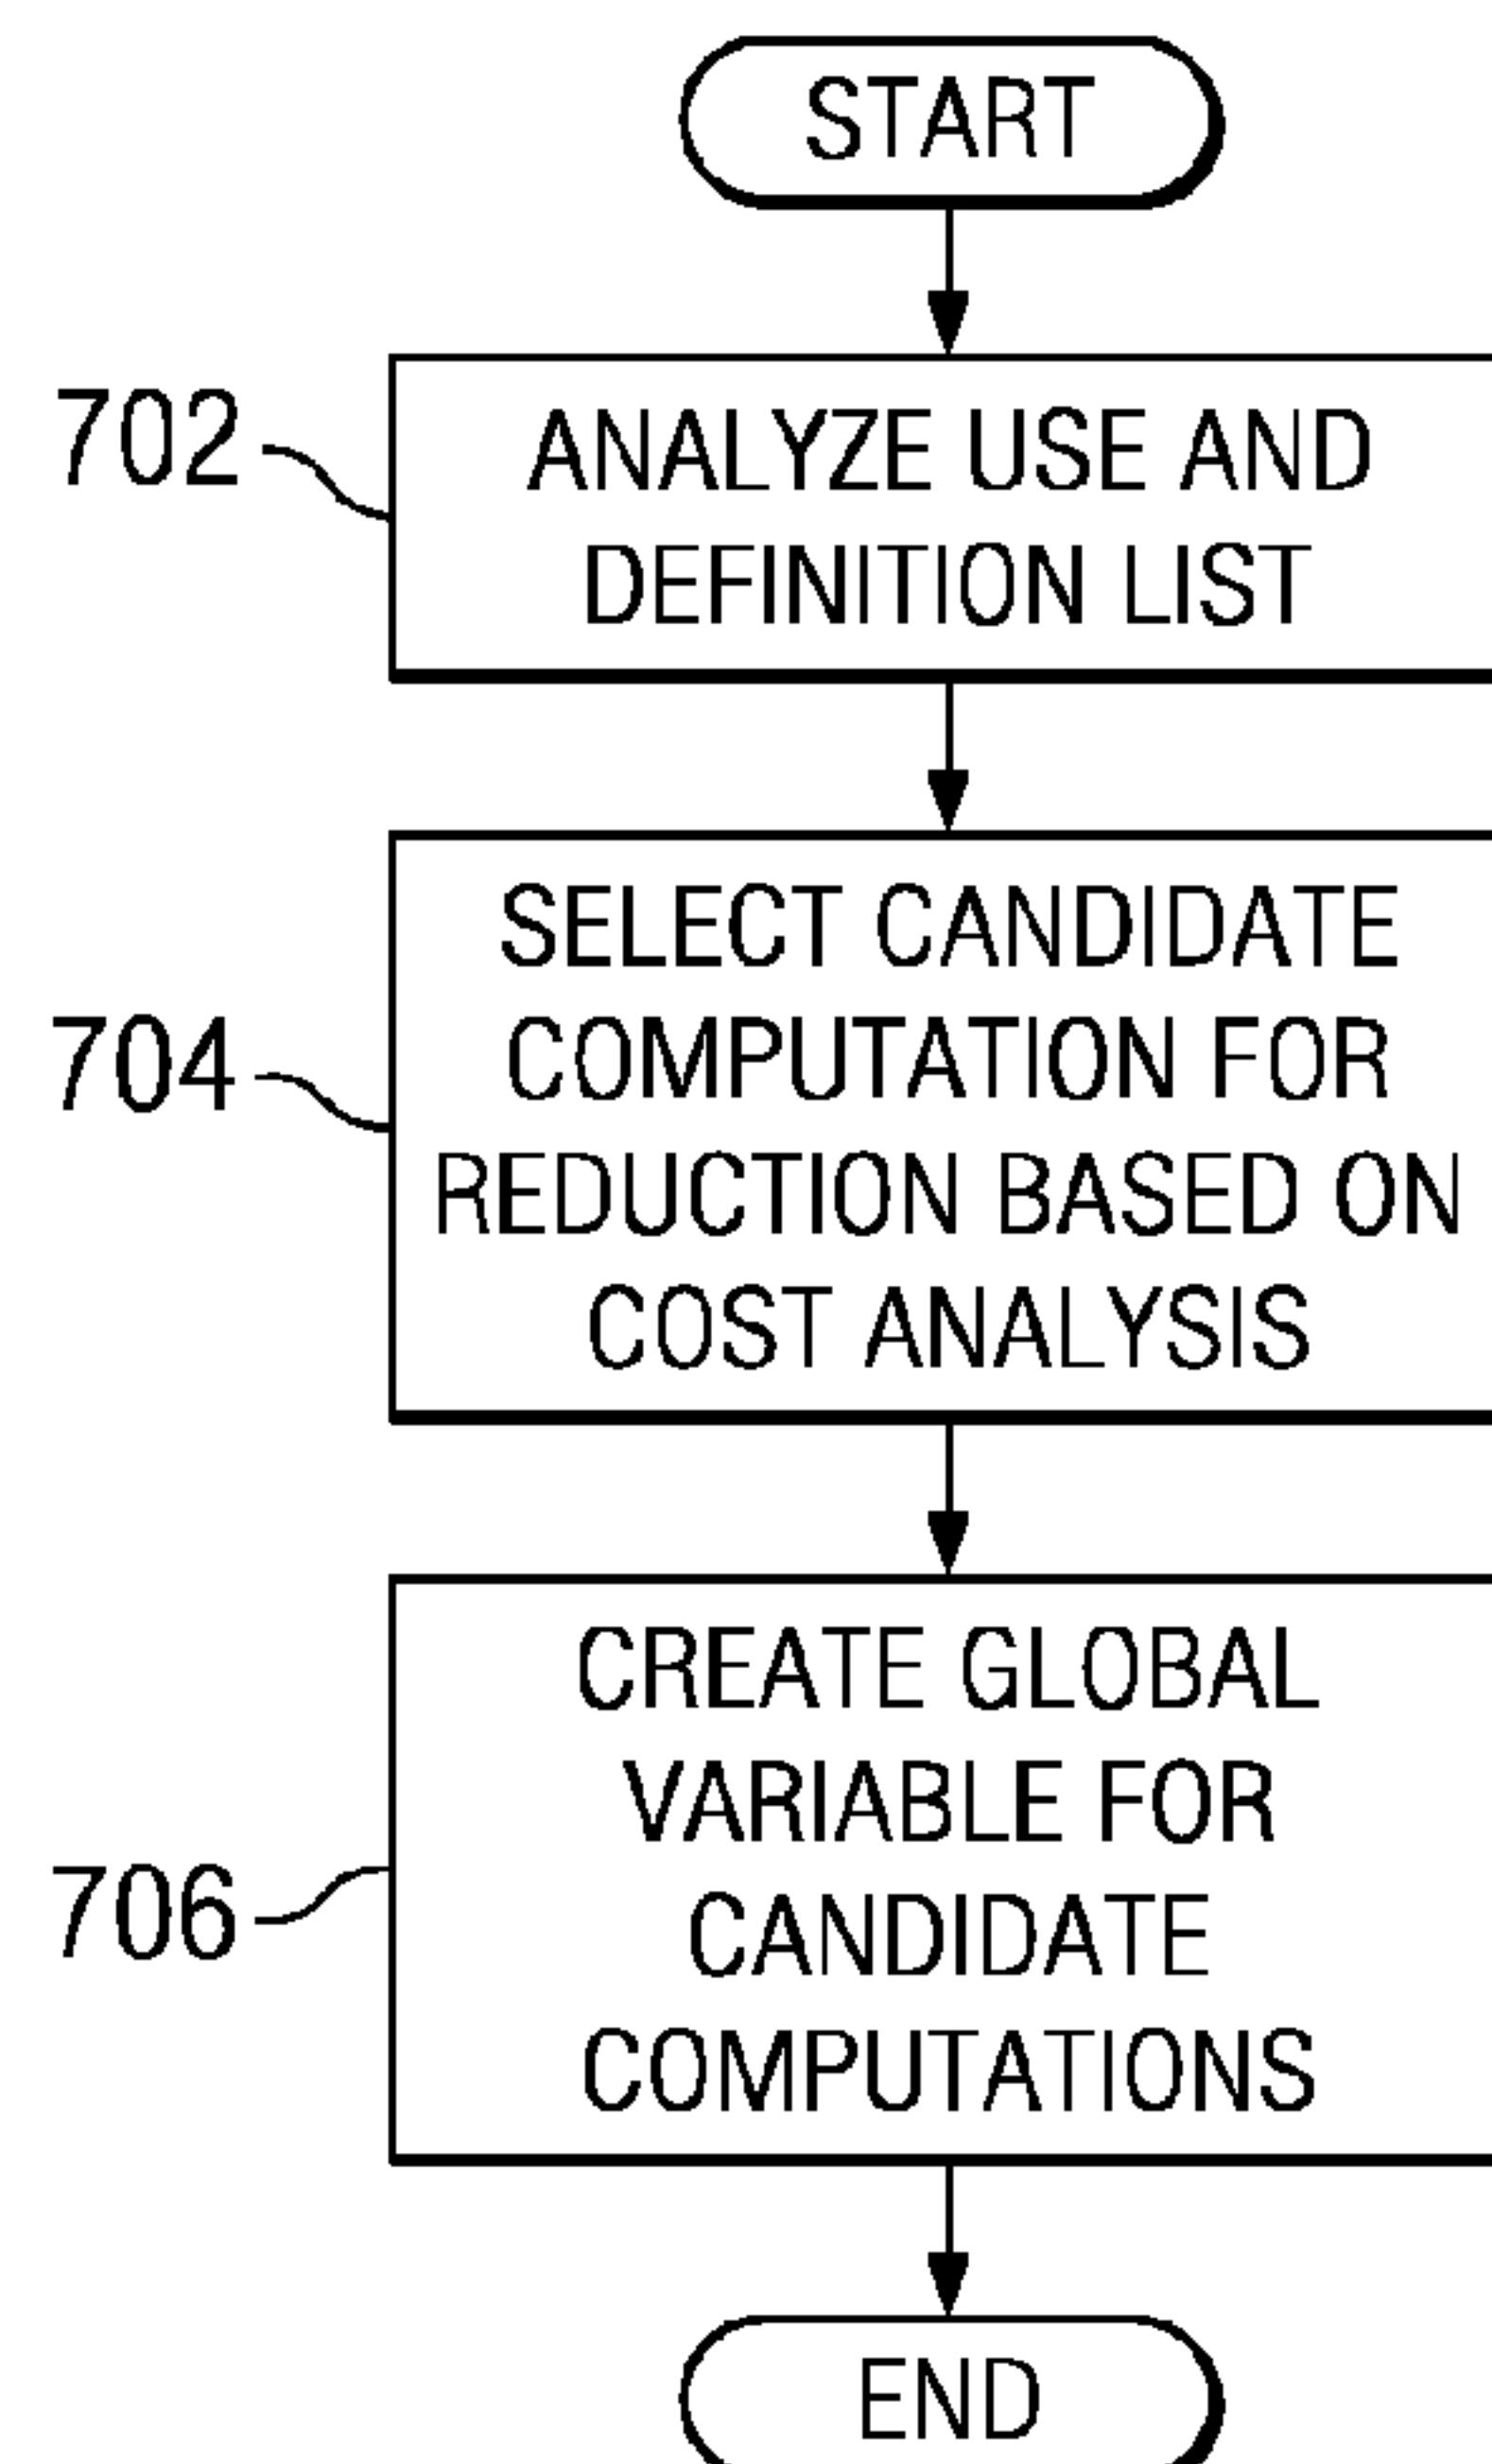 START
702
ANALYZE USE AND
DEFINITION LIST
704
SELECT CANDIDATE
COMPUTATION FOR
REDUCTION BASED ON
COST ANALYSIS
706
CREATE GLOBAL
VARIABLE FOR
CANDIDATE
COMPUTATIONS
END